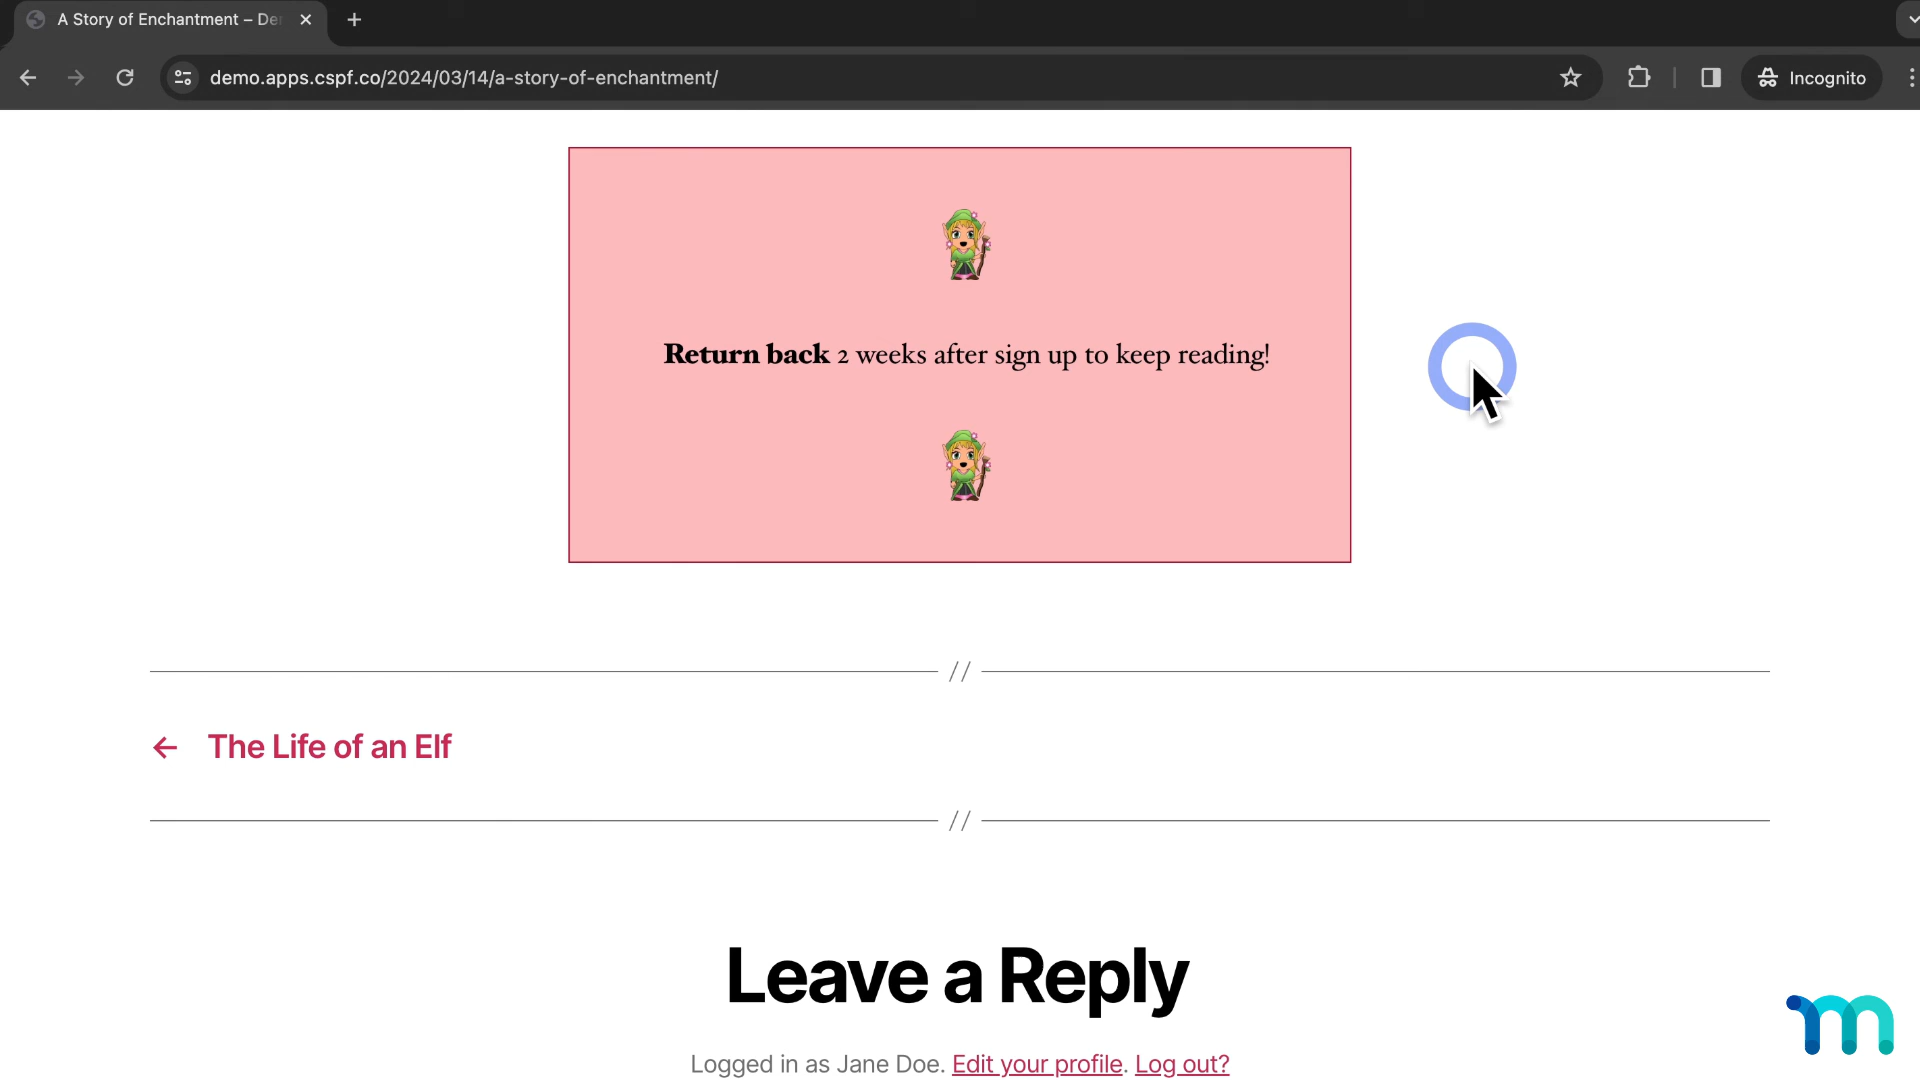 A Story of Enchantment – De
demo.apps.cspf.co/2024/03/14/a-story-of-enchantment/
Incognito
Return back 2 weeks after sign up to keep reading!
//
← The Life of an Elf
//
Leave a Reply
Logged in as Jane Doe. Edit your profile. Log out?
m